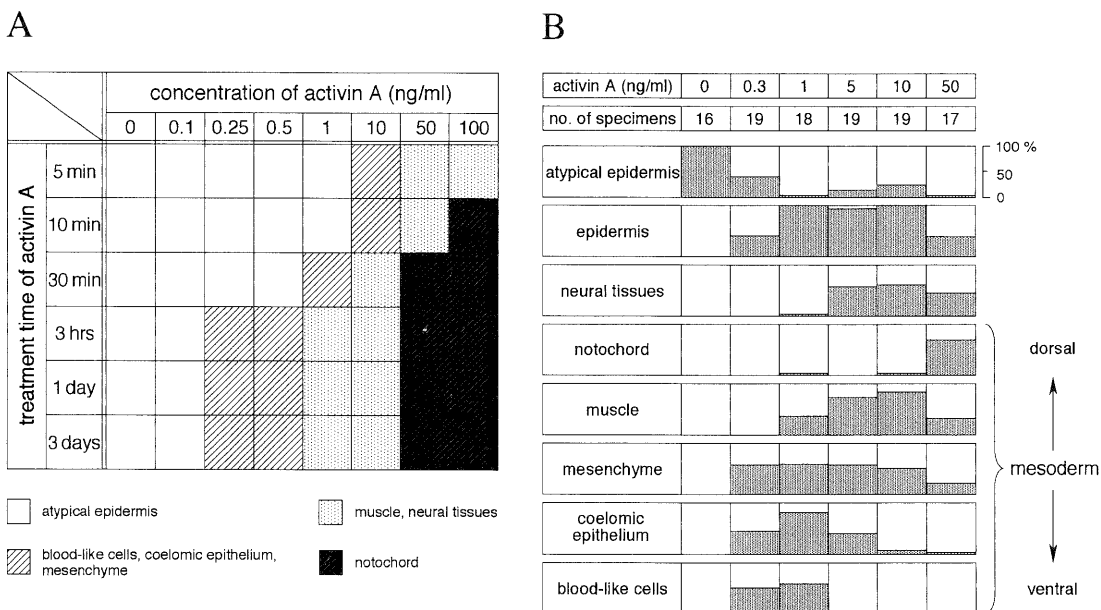 A
concentration of activin A (ng/ml)
0 0.1 0.25 0.5 1 10 50 100
treatment time of activin A
5 min
10 min
30 min
3 hrs
1 day
3 days
atypical epidermis
blood-like cells, coelomic epithelium,
mesenchyme
muscle, neural tissues
notochord
B
activin A (ng/ml) 0 0.3 1 5 10 50
no. of specimens 16 19 18 19 19 17
atypical epidermis
100 %
50
0
epidermis
neural tissues
notochord
muscle
mesenchyme
coelomic
epithelium
blood-like cells
dorsal
mesoderm
ventral